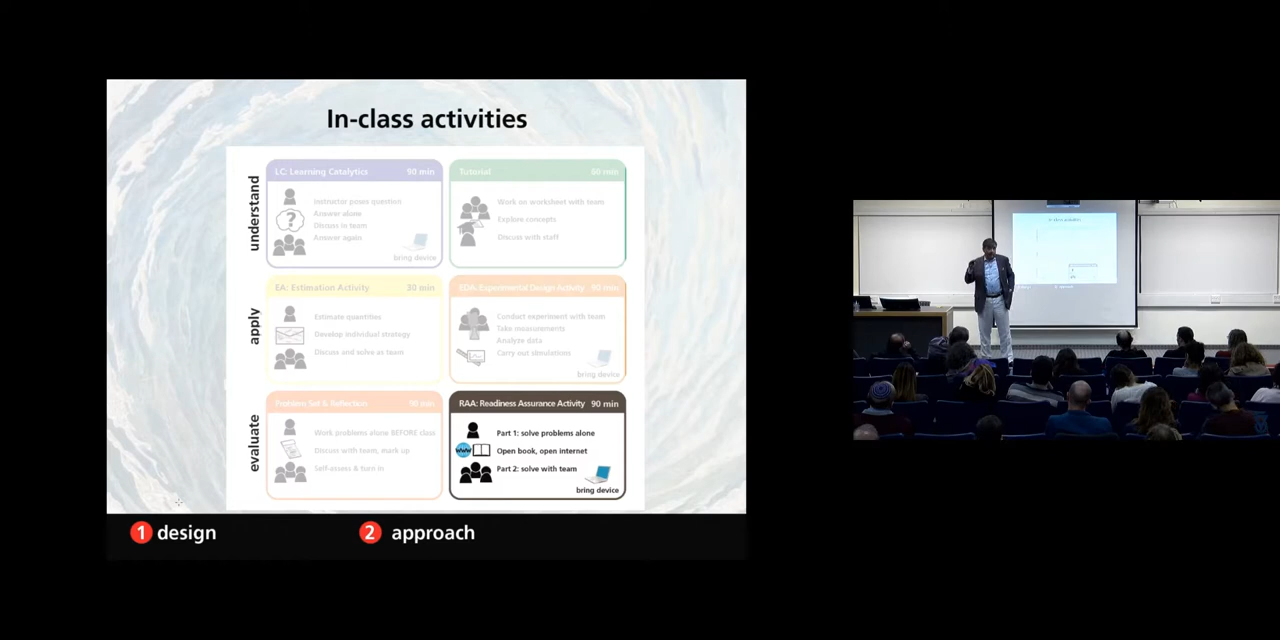 In-class activities
understand
LC: Learning Catalytics 90 min
Instructor poses question
Answer alone
Discuss in team
Answer again
bring device
Tutorial 60 min
Work on worksheet with team
Explore concepts
Discuss with staff
apply
EA: Estimation Activity 30 min
Estimate quantities
Develop individual strategy
Discuss and solve as team
EDA: Experimental Design Activity 90 min
Conduct experiment with team
Take measurements
Analyze data
Carry out simulations
bring device
evaluate
Problem Set & Reflection 90 min
Work problems alone BEFORE class
Discuss with team, mark up
Self-assess & turn in
RAA: Readiness Assurance Activity 90 min
Part 1: solve problems alone
www
Open book, open internet
Part 2: solve with team
bring device
1 design
2 approach
In-class activities